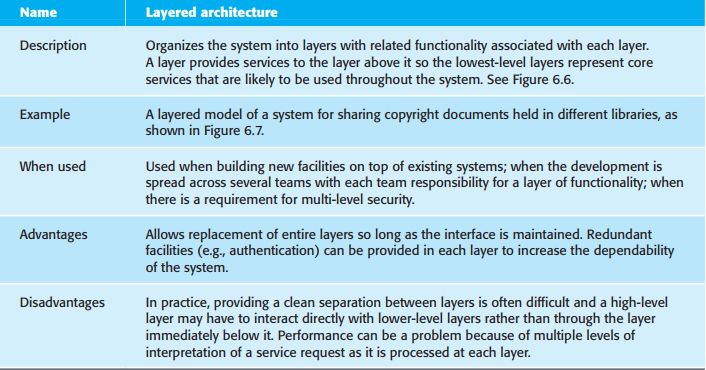 Name Layered architecture
Description Organizes the system into layers with related functionality associated with each layer.
A layer provides services to the layer above it so the lowest-level layers represent core
services that are likely to be used throughout the system. See Figure 6.6.
Example A layered model of a system for sharing copyright documents held in different libraries, as
shown in Figure 6.7.
When used Used when building new facilities on top of existing systems; when the development is
spread across several teams with each team responsibility for a layer of functionality; when
there is a requirement for multi-level security.
Advantages Allows replacement of entire layers so long as the interface is maintained. Redundant
facilities (e.g., authentication) can be provided in each layer to increase the dependability
of the system.
Disadvantages In practice, providing a clean separation between layers is often difficult and a high-level
layer may have to interact directly with lower-level layers rather than through the layer
immediately below it. Performance can be a problem because of multiple levels of
interpretation of a service request as it is processed at each layer.